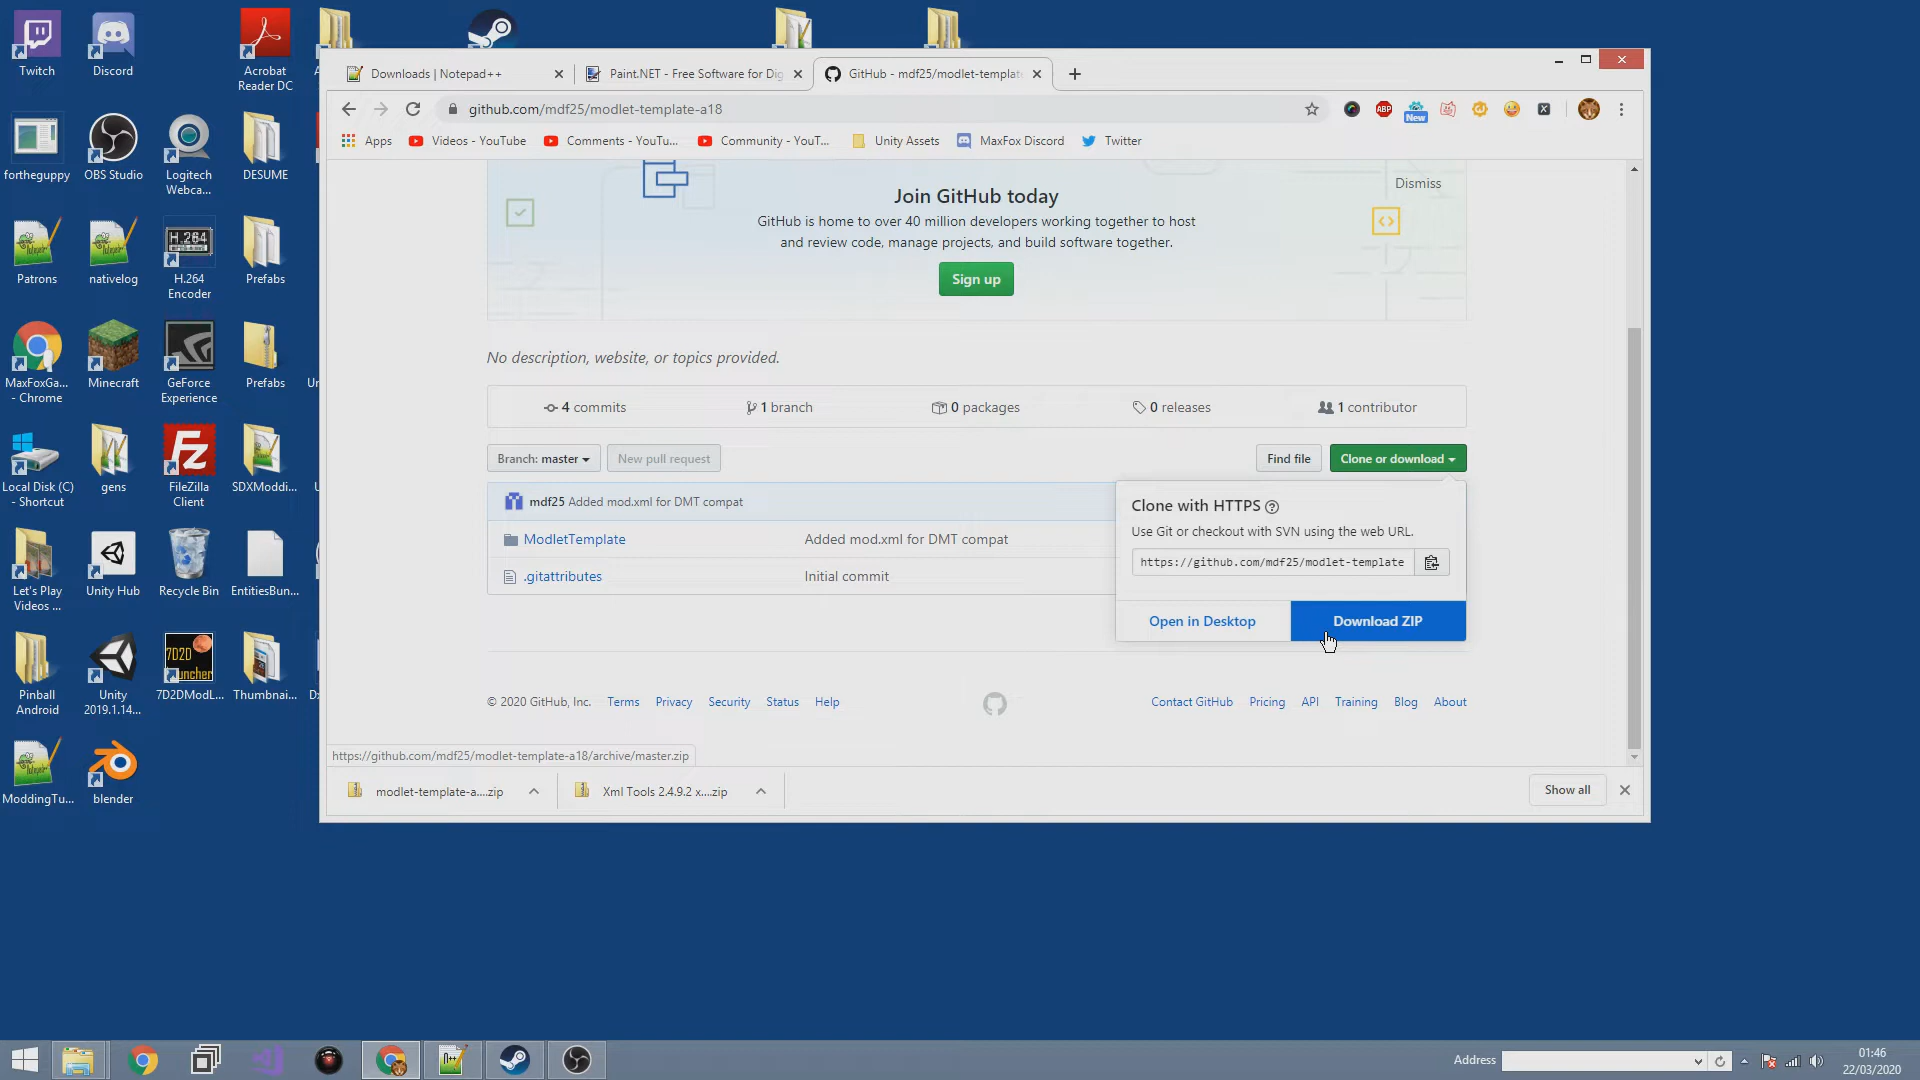 Twitch
Discord
Acrobat
Reader DC
fortheguppy
OBS Studio
Logitech
Webca...
DESUME
Patrons
nativelog
H.264
H.264
Encoder
Prefabs
MaxFoxGa...
- Chrome
Minecraft
GeForce
Experience
Prefabs
Local Disk (C)
- Shortcut
gens
FileZilla
Client
SDXModdi...
Let's Play
Videos ...
Unity Hub
Recycle Bin
EntitiesBun...
Pinball
Android
Unity
2019.1.14...
7D2D
uncher
7D2DModL...
Thumbnai...
ModdingTu...
blender
Downloads | Notepad++
Paint.NET - Free Software for Dig
GitHub - mdf25/modlet-templat
github.com/mdf25/modlet-template-a18
ABP
New
Apps
Videos - YouTube
Comments - YouTu...
Community - YouT...
Unity Assets
MaxFox Discord
Twitter
Join GitHub today
Dismiss
GitHub is home to over 40 million developers working together to host
and review code, manage projects, and build software together.
Sign up
No description, website, or topics provided.
4 commits
1 branch
0 packages
0 releases
1 contributor
Branch: master
New pull request
Find file
Clone or download
mdf25 Added mod.xml for DMT compat
ModletTemplate
Added mod.xml for DMT compat
.gitattributes
Initial commit
Clone with HTTPS
Use Git or checkout with SVN using the web URL.
https://github.com/mdf25/modlet-template
Open in Desktop
Download ZIP
© 2020 GitHub, Inc.
Terms
Privacy
Security
Status
Help
Contact GitHub
Pricing
API
Training
Blog
About
https://github.com/mdf25/modlet-template-a18/archive/master.zip
modlet-template-a....zip
Xml Tools 2.4.9.2 x....zip
Show all
Address
01:46
22/03/2020